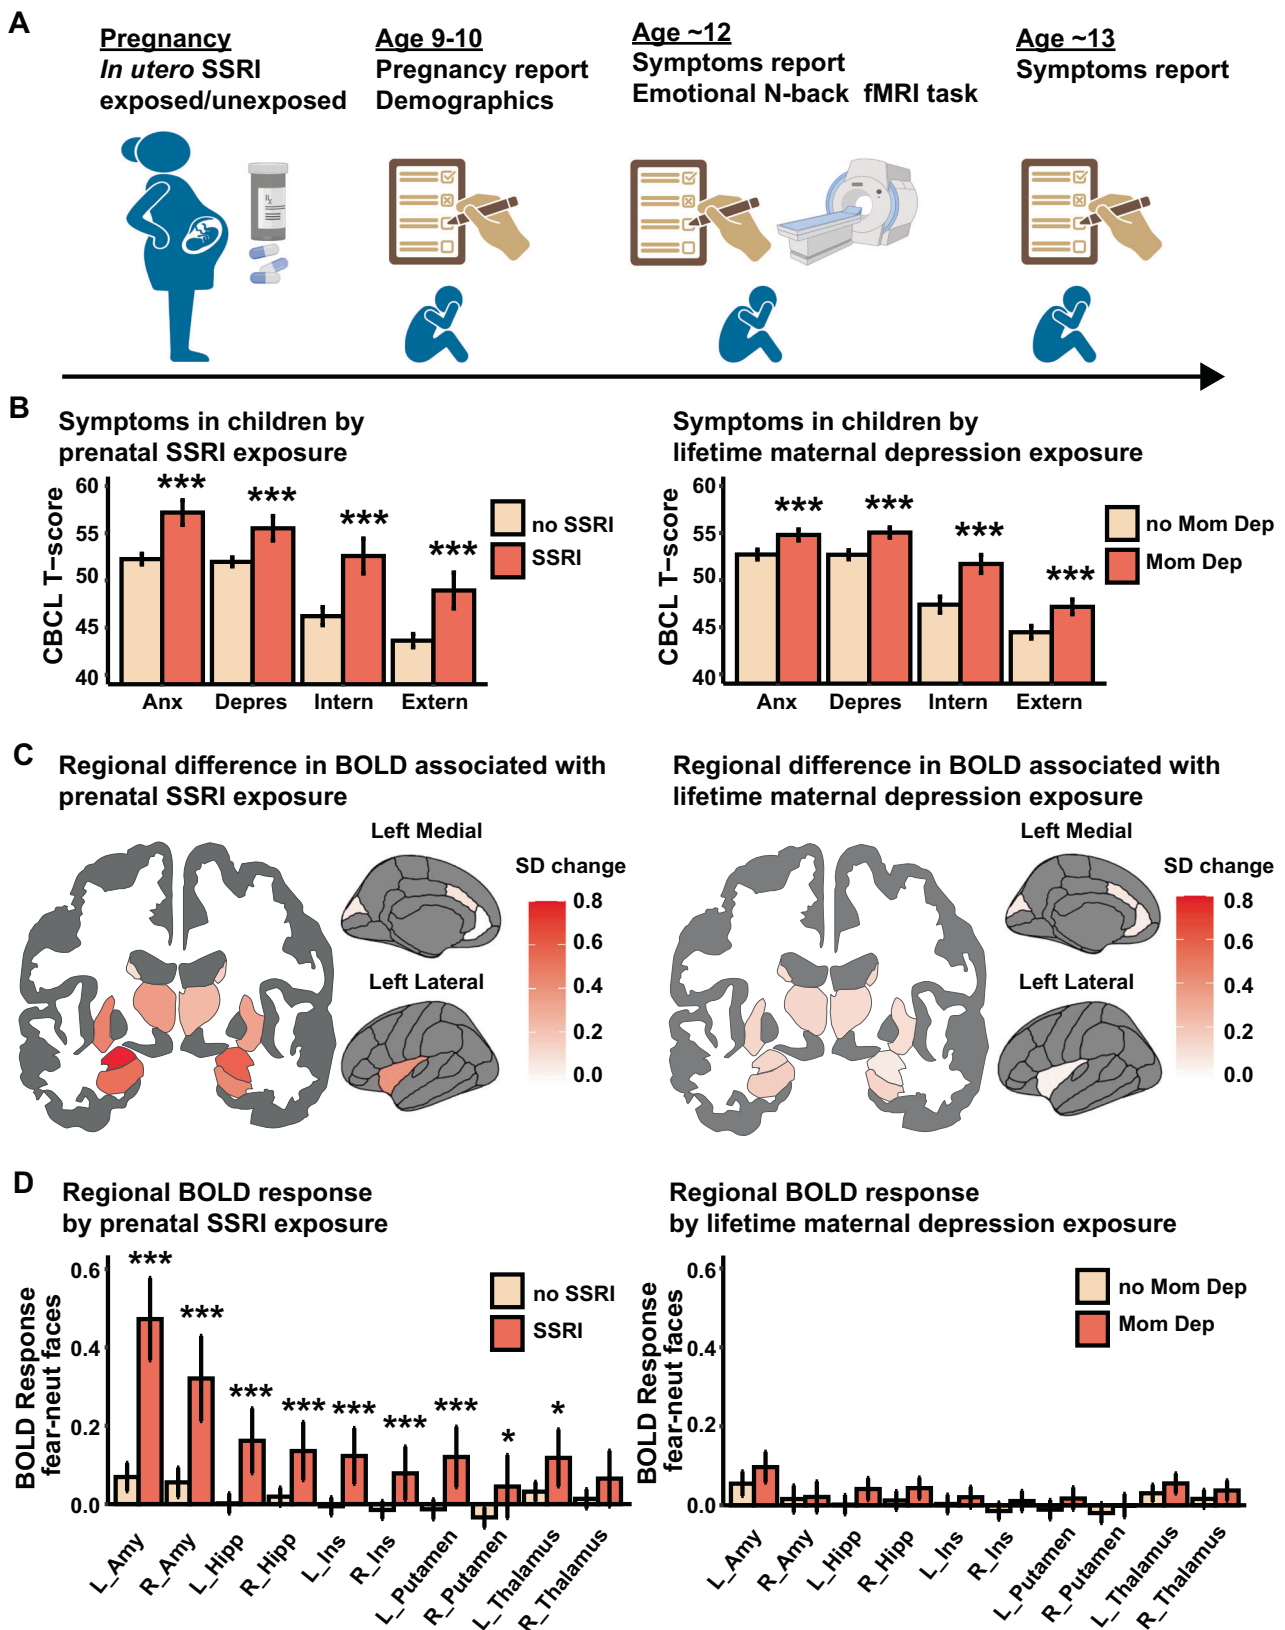 A
Pregnancy
In utero SSRI
exposed/unexposed
Age 9-10
Pregnancy report
Demographics
Age ~12
Symptoms report
Emotional N-back fMRI task
Age ~13
Symptoms report
Rx
B
Symptoms in children by
prenatal SSRI exposure
CBCL T−score
60
55
50
45
40
*** *** *** ***
Anx Depres Intern Extern
no SSRI
SSRI
Symptoms in children by
lifetime maternal depression exposure
CBCL T−score
60
55
50
45
40
*** *** *** ***
Anx Depres Intern Extern
no Mom Dep
Mom Dep
C
Regional difference in BOLD associated with
prenatal SSRI exposure
Left Medial
Left Lateral
SD change
0.8
0.6
0.4
0.2
0.0
Regional difference in BOLD associated with
lifetime maternal depression exposure
Left Medial
Left Lateral
SD change
0.8
0.6
0.4
0.2
0.0
D
Regional BOLD response
by prenatal SSRI exposure
BOLD Response
fear-neut faces
0.6
0.4
0.2
0.0
*** *** *** *** *** *** *** * *
no SSRI
SSRI
L_Amy
R_Amy
L_Hipp
R_Hipp
L_Ins
R_Ins
L_Putamen
R_Putamen
L_Thalamus
R_Thalamus
Regional BOLD response
by lifetime maternal depression exposure
BOLD Response
fear-neut faces
0.6
0.4
0.2
0.0
no Mom Dep
Mom Dep
L_Amy
R_Amy
L_Hipp
R_Hipp
L_Ins
R_Ins
L_Putamen
R_Putamen
L_Thalamus
R_Thalamus